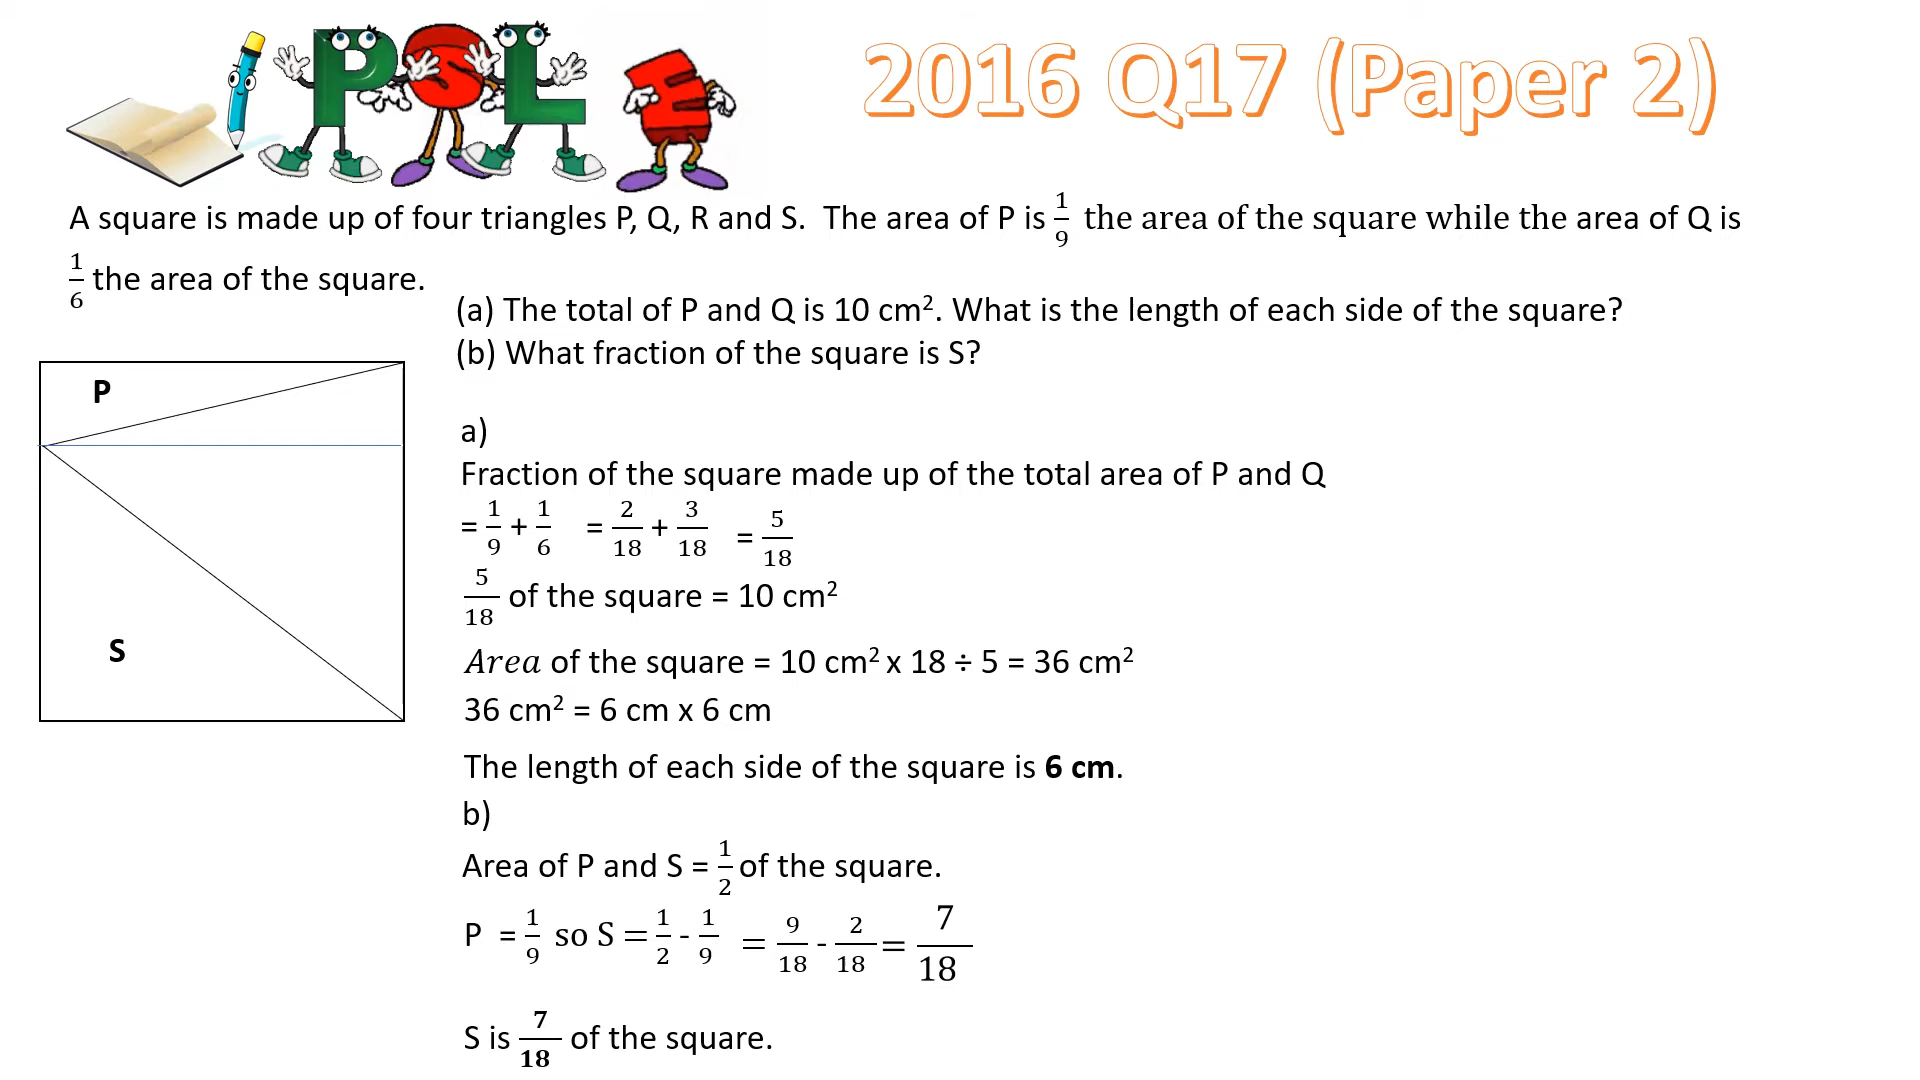 PSLE
2016 Q17 (Paper 2)
A square is made up of four triangles P, Q, R and S. The area of P is 1/9 the area of the square while the area of Q is
1/6 the area of the square.
(a) The total of P and Q is 10 cm². What is the length of each side of the square?
(b) What fraction of the square is S?
P
S
a)
Fraction of the square made up of the total area of P and Q
= 1/9 + 1/6 = 2/18 + 3/18 = 5/18
5/18 of the square = 10 cm²
Area of the square = 10 cm² x 18 ÷ 5 = 36 cm²
36 cm² = 6 cm x 6 cm
The length of each side of the square is 6 cm.
b)
Area of P and S = 1/2 of the square.
P = 1/9 so S = 1/2 - 1/9 = 9/18 - 2/18 = 7/18
S is 7/18 of the square.